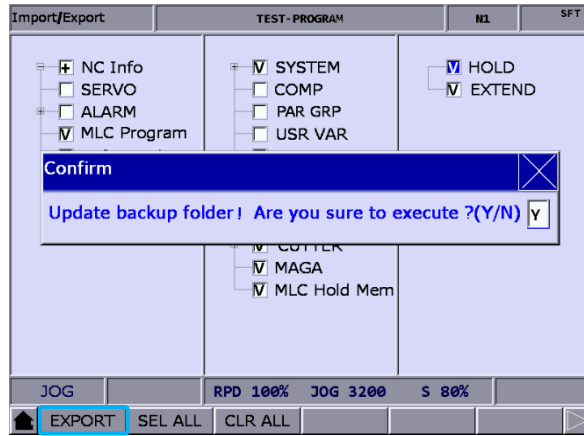 Import/Export TEST-PROGRAM N1 SFT
NC Info
SERVO
ALARM
MLC Program
SYSTEM
COMP
PAR GRP
USR VAR
HOLD
EXTEND
Confirm
Update backup folder! Are you sure to execute ?(Y/N) Y
CUTTER
MAGA
MLC Hold Mem
JOG RPD 100% JOG 3200 S 80%
EXPORT SEL ALL CLR ALL